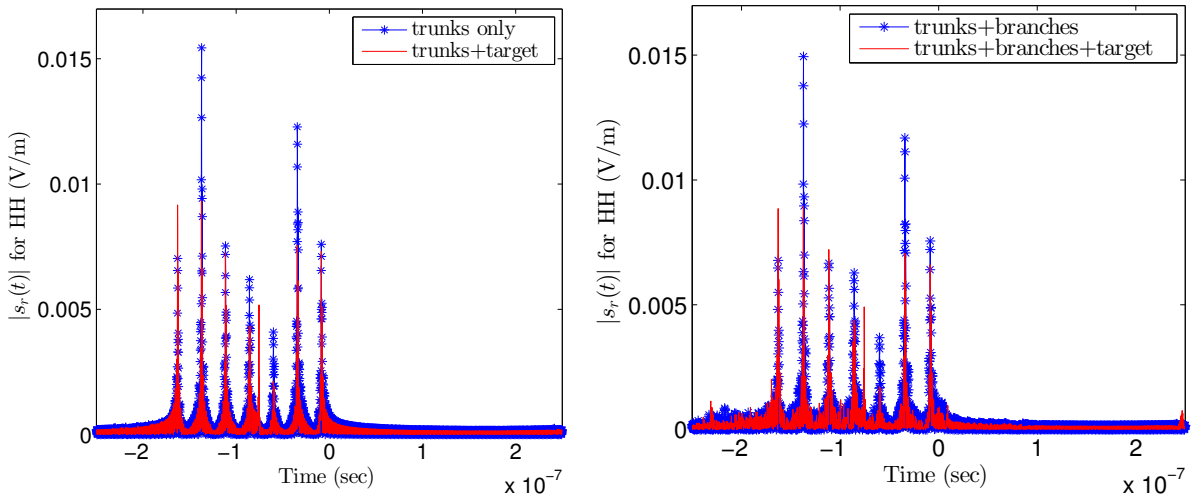 trunks only
trunks+target
|s_r(t)| for HH (V/m)
0.015
0.01
0.005
0
−2
−1
0
1
2
Time (sec)
x 10^−7
trunks+branches
trunks+branches+target
|s_r(t)| for HH (V/m)
0.015
0.01
0.005
0
−2
−1
0
1
2
Time (sec)
x 10^−7